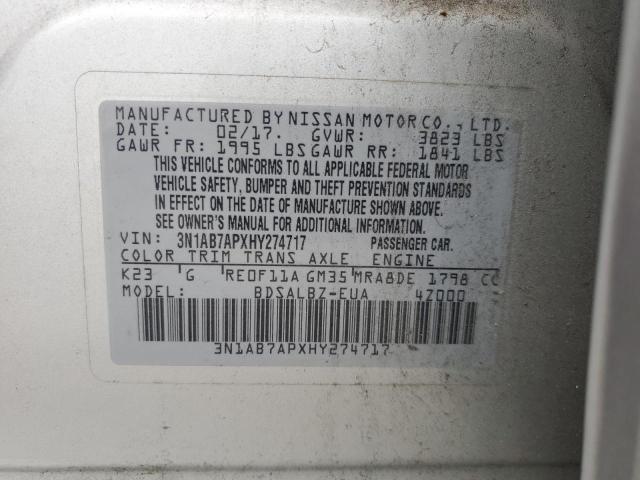 MANUFACTURED BY NISSAN MOTOR CO., LTD.
DATE: 02/17. GVWR: 3823 LBS
GAWR FR: 1995 LBS GAWR RR: 1841 LBS
THIS VEHICLE CONFORMS TO ALL APPLICABLE FEDERAL MOTOR
VEHICLE SAFETY, BUMPER AND THEFT PREVENTION STANDARDS
IN EFFECT ON THE DATE OF MANUFACTURE SHOWN ABOVE.
SEE OWNER'S MANUAL FOR ADDITIONAL INFORMATION.
VIN: 3N1AB7APXHY274717 PASSENGER CAR.
COLOR TRIM TRANS AXLE ENGINE
K23 G RE0F11A GM35 MRA8DE 1798 CC
MODEL: BDSALBZ-EUA 4Z000
3N1AB7APXHY274717